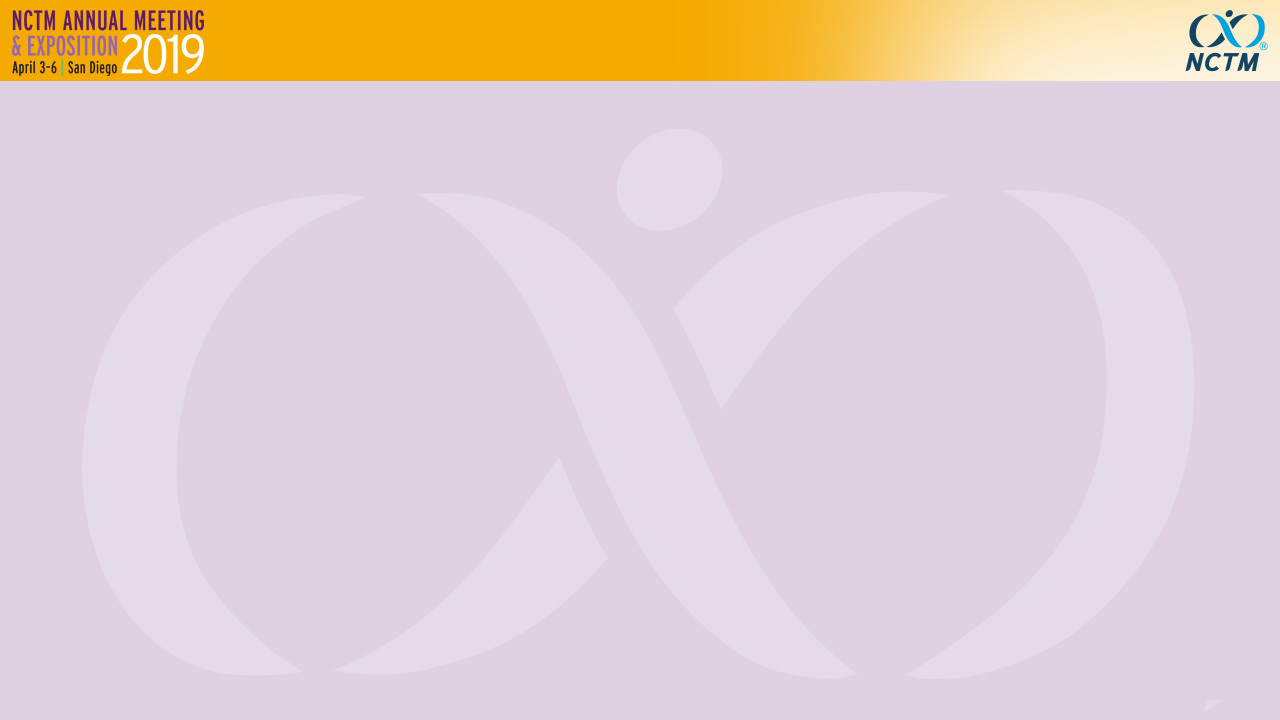 NCTM ANNUAL MEETING
& EXPOSITION 2019
April 3-6 | San Diego
NCTM®